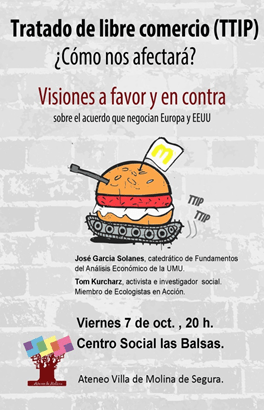 Tratado de libre comercio (TTIP)
¿Cómo nos afectará?
Visiones a favor y en contra
sobre el acuerdo que negocian Europa y EEUU
TTIP
TTIP
José García Solanes, catedrático de Fundamentos
del Análisis Económico de la UMU.
Tom Kurcharz, activista e investigador social.
Miembro de Ecologistas en Acción.
Viernes 7 de oct. , 20 h.
Centro Social las Balsas.
Ateneo Villa de Molina de Segura.